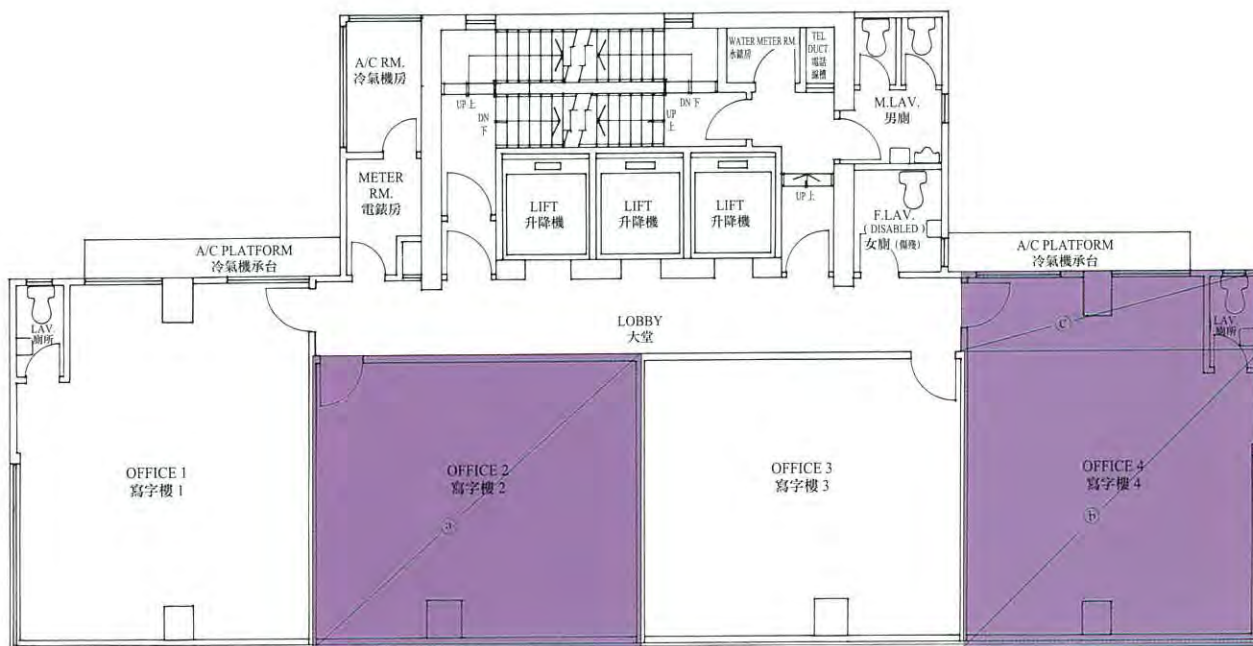 A/C RM.
冷氣機房
WATER METER RM.
水錶房
TEL
DUCT
電話
線槽
UP 上
DN
下
DN 下
UP
上
M.LAV.
男廁
METER
RM.
電錶房
LIFT
升降機
LIFT
升降機
LIFT
升降機
UP 上
F.LAV.
( DISABLED )
女廁 (傷殘)
A/C PLATFORM
冷氣機承台
A/C PLATFORM
冷氣機承台
LAV.
廁所
LOBBY
大堂
c
LAV.
廁所
OFFICE 1
寫字樓 1
OFFICE 2
寫字樓 2
OFFICE 3
寫字樓 3
OFFICE 4
寫字樓 4
a
b